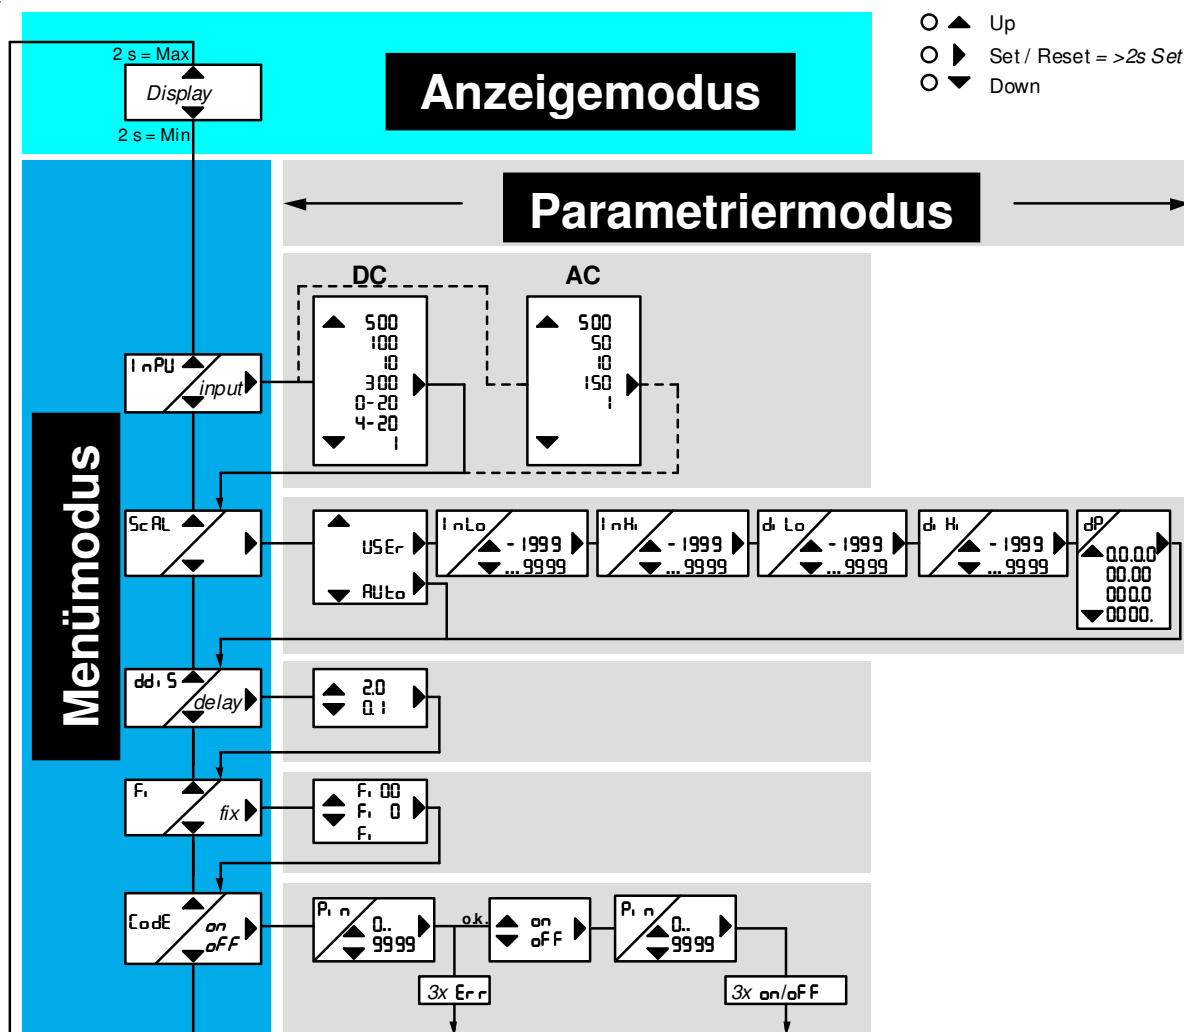 Up
Set / Reset = >2s Set
Down
2 s = Max
Display
2 s = Min
Anzeigemodus
Parametriermodus
Menümodus
DC
AC
InPU
input
500
100
10
300
0-20
4-20
1
500
50
10
150
1
ScAL
USEr
AUto
InLo
-1999
...9999
InHi
-1999
...9999
di Lo
-1999
...9999
di Hi
-1999
...9999
dP
0.0.0.0
00.00
000.0
0000.
ddiS
delay
2.0
0.1
Fi
fix
Fi 00
Fi 0
Fi
CodE
on
oFF
Pin
0..
9999
o.k.
on
oFF
Pin
0..
9999
3x Err
3x on/oFF